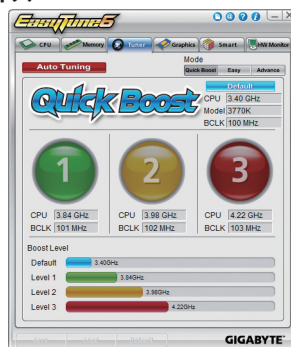 EasyTune6
CPU Memory Tuner Graphics Smart HW Monitor
Mode
Auto Tuning Quick Boost Easy Advance
Quick Boost
Default
CPU 3.40 GHz
Model 3770K
BCLK 100 MHz
1 2 3
CPU 3.84 GHz CPU 3.98 GHz CPU 4.22 GHz
BCLK 101 MHz BCLK 102 MHz BCLK 103 MHz
Boost Level
Default 3.40GHz
Level 1 3.84GHz
Level 2 3.98GHz
Level 3 4.22GHz
GIGABYTE